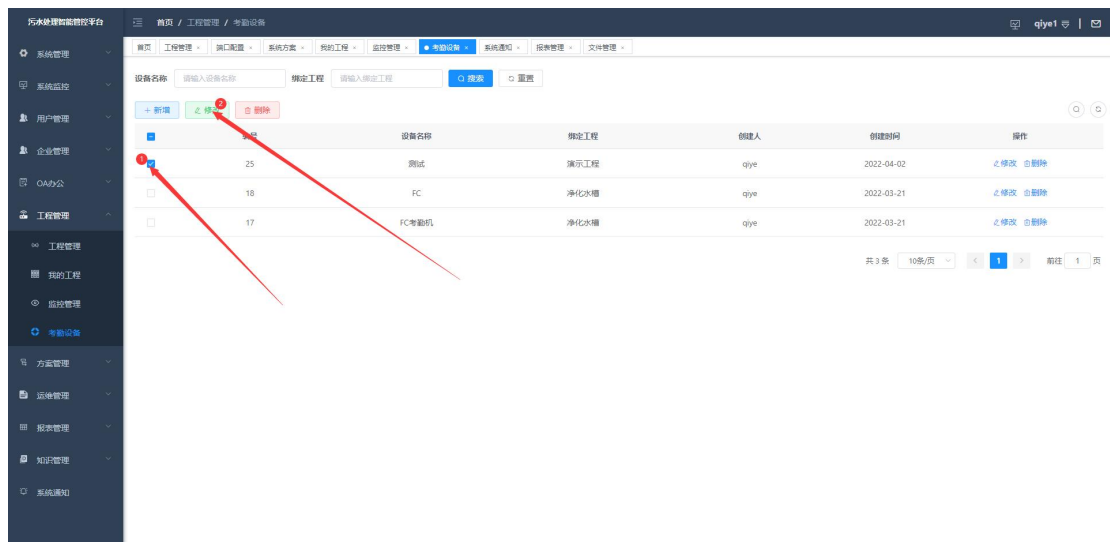 污水处理智能管控平台
首页 / 工程管理 / 考勤设备
qiye1
首页 工程管理 × 端口配置 × 系统方案 × 我的工程 × 监控管理 × 考勤设备 × 系统通知 × 报表管理 × 文件管理 ×
设备名称 请输入设备名称 绑定工程 请输入绑定工程 搜索 重置
+ 新增 修改 删除
2
设备名称 绑定工程 创建人 创建时间 操作
1
25 测试 演示工程 qiye 2022-04-02 修改 删除
18 FC 净化水槽 qiye 2022-03-21 修改 删除
17 FC考勤机 净化水槽 qiye 2022-03-21 修改 删除
共 3 条 10条/页 < 1 > 前往 1 页
系统管理
系统监控
用户管理
企业管理
OA办公
工程管理
工程管理
我的工程
监控管理
考勤设备
方案管理
运维管理
报表管理
知识管理
系统通知